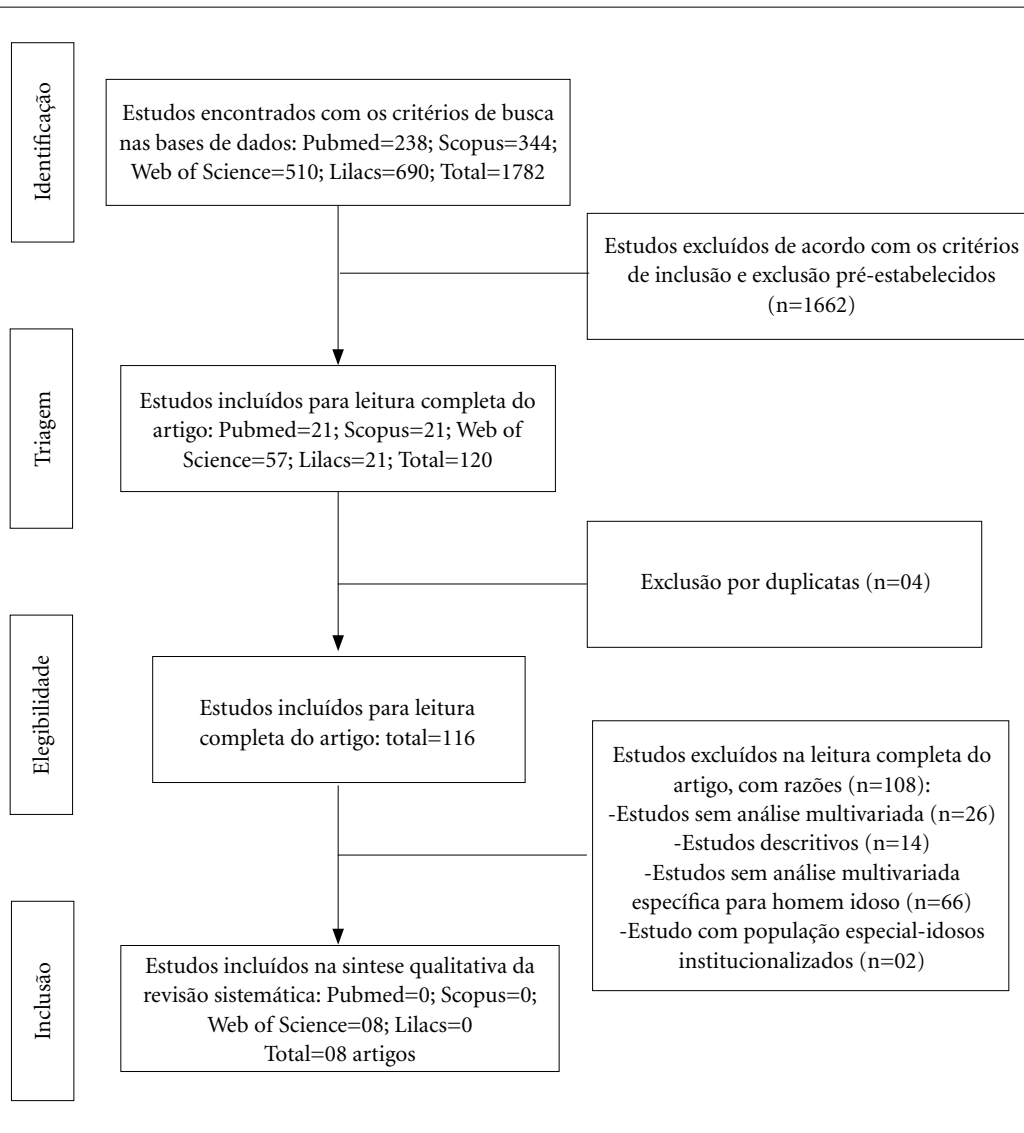 Identificação
Estudos encontrados com os critérios de busca
nas bases de dados: Pubmed=238; Scopus=344;
Web of Science=510; Lilacs=690; Total=1782
Estudos excluídos de acordo com os critérios
de inclusão e exclusão pré-estabelecidos
(n=1662)
Triagem
Estudos incluídos para leitura completa do
artigo: Pubmed=21; Scopus=21; Web of
Science=57; Lilacs=21; Total=120
Exclusão por duplicatas (n=04)
Elegibilidade
Estudos incluídos para leitura
completa do artigo: total=116
Estudos excluídos na leitura completa do
artigo, com razões (n=108):
-Estudos sem análise multivariada (n=26)
-Estudos descritivos (n=14)
-Estudos sem análise multivariada
específica para homem idoso (n=66)
-Estudo com população especial-idosos
institucionalizados (n=02)
Inclusão
Estudos incluídos na sintese qualitativa da
revisão sistemática: Pubmed=0; Scopus=0;
Web of Science=08; Lilacs=0
Total=08 artigos